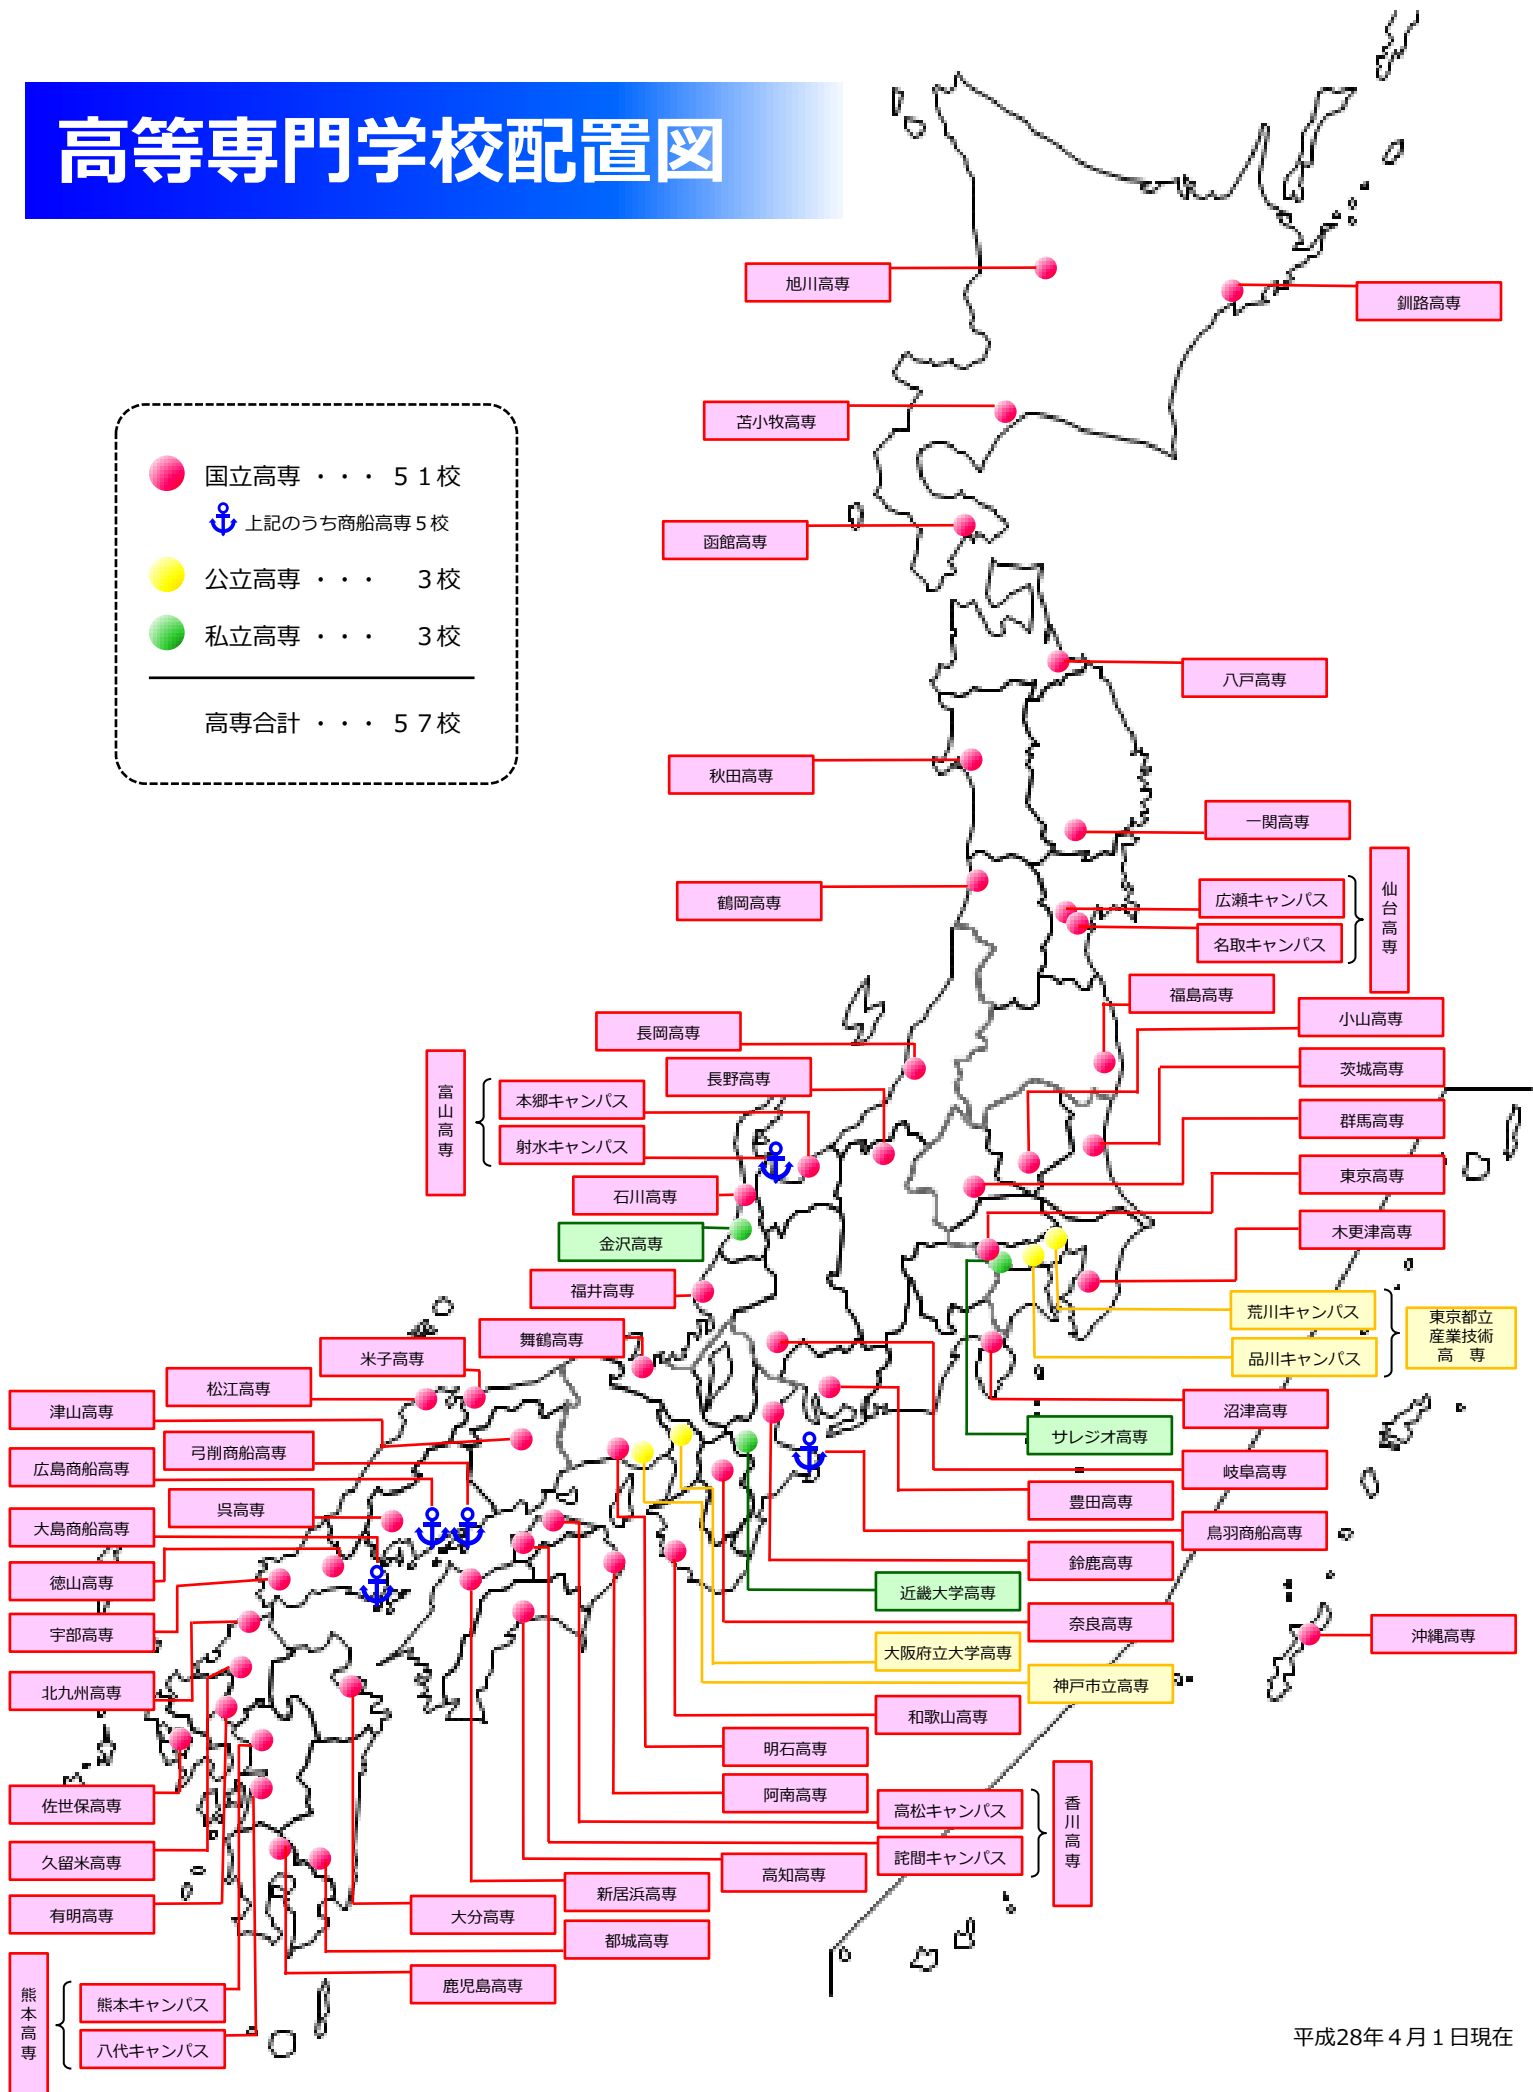 高等専門学校配置図
旭川高専
釧路高専
苫小牧高専
函館高専
国立高専 ・・・ ５１校
上記のうち商船高専５校
公立高専 ・・・ ３校
私立高専 ・・・ ３校
高専合計 ・・・ ５７校
八戸高専
秋田高専
一関高専
鶴岡高専
広瀬キャンパス
名取キャンパス
仙台高専
福島高専
小山高専
長岡高専
茨城高専
長野高専
富山高専
本郷キャンパス
射水キャンパス
群馬高専
東京高専
石川高専
金沢高専
木更津高専
福井高専
荒川キャンパス
品川キャンパス
東京都立
産業技術
高　専
舞鶴高専
米子高専
松江高専
津山高専
沼津高専
サレジオ高専
弓削商船高専
広島商船高専
岐阜高専
豊田高専
呉高専
大島商船高専
鳥羽商船高専
鈴鹿高専
徳山高専
近畿大学高専
宇部高専
奈良高専
沖縄高専
大阪府立大学高専
北九州高専
神戸市立高専
和歌山高専
明石高専
佐世保高専
阿南高専
高松キャンパス
詫間キャンパス
香川高専
久留米高専
高知高専
新居浜高専
有明高専
大分高専
都城高専
鹿児島高専
熊本高専
熊本キャンパス
八代キャンパス
平成28年４月１日現在